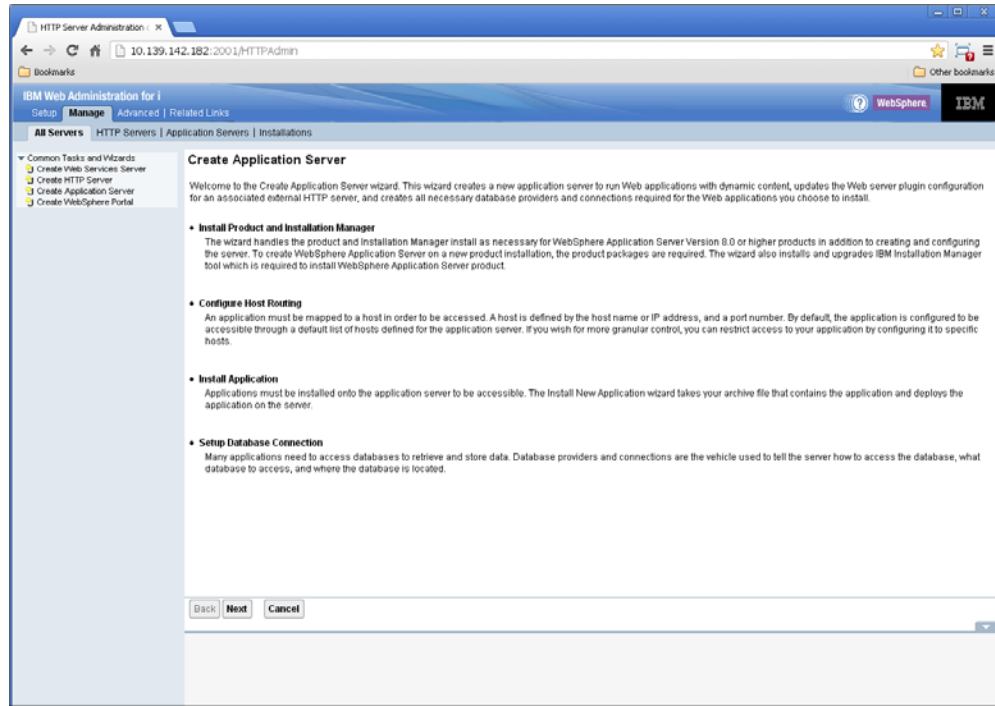 HTTP Server Administration
10.139.142.182:2001/HTTPAdmin
Bookmarks
Other bookmarks
IBM Web Administration for i
Setup Manage Advanced | Related Links
WebSphere.
IBM
All Servers HTTP Servers | Application Servers | Installations
Common Tasks and Wizards
Create Web Services Server
Create HTTP Server
Create Application Server
Create WebSphere Portal
Create Application Server
Welcome to the Create Application Server wizard. This wizard creates a new application server to run Web applications with dynamic content, updates the Web server plugin configuration
for an associated external HTTP server, and creates all necessary database providers and connections required for the Web applications you choose to install.
• Install Product and Installation Manager
The wizard handles the product and Installation Manager install as necessary for WebSphere Application Server Version 8.0 or higher products in addition to creating and configuring
the server. To create WebSphere Application Server on a new product installation, the product packages are required. The wizard also installs and upgrades IBM Installation Manager
tool which is required to install WebSphere Application Server product.
• Configure Host Routing
An application must be mapped to a host in order to be accessed. A host is defined by the host name or IP address, and a port number. By default, the application is configured to be
accessible through a default list of hosts defined for the application server. If you wish for more granular control, you can restrict access to your application by configuring it to specific
hosts.
• Install Application
Applications must be installed onto the application server to be accessible. The Install New Application wizard takes your archive file that contains the application and deploys the
application on the server.
• Setup Database Connection
Many applications need to access databases to retrieve and store data. Database providers and connections are the vehicle used to tell the server how to access the database, what
database to access, and where the database is located.
Back Next Cancel